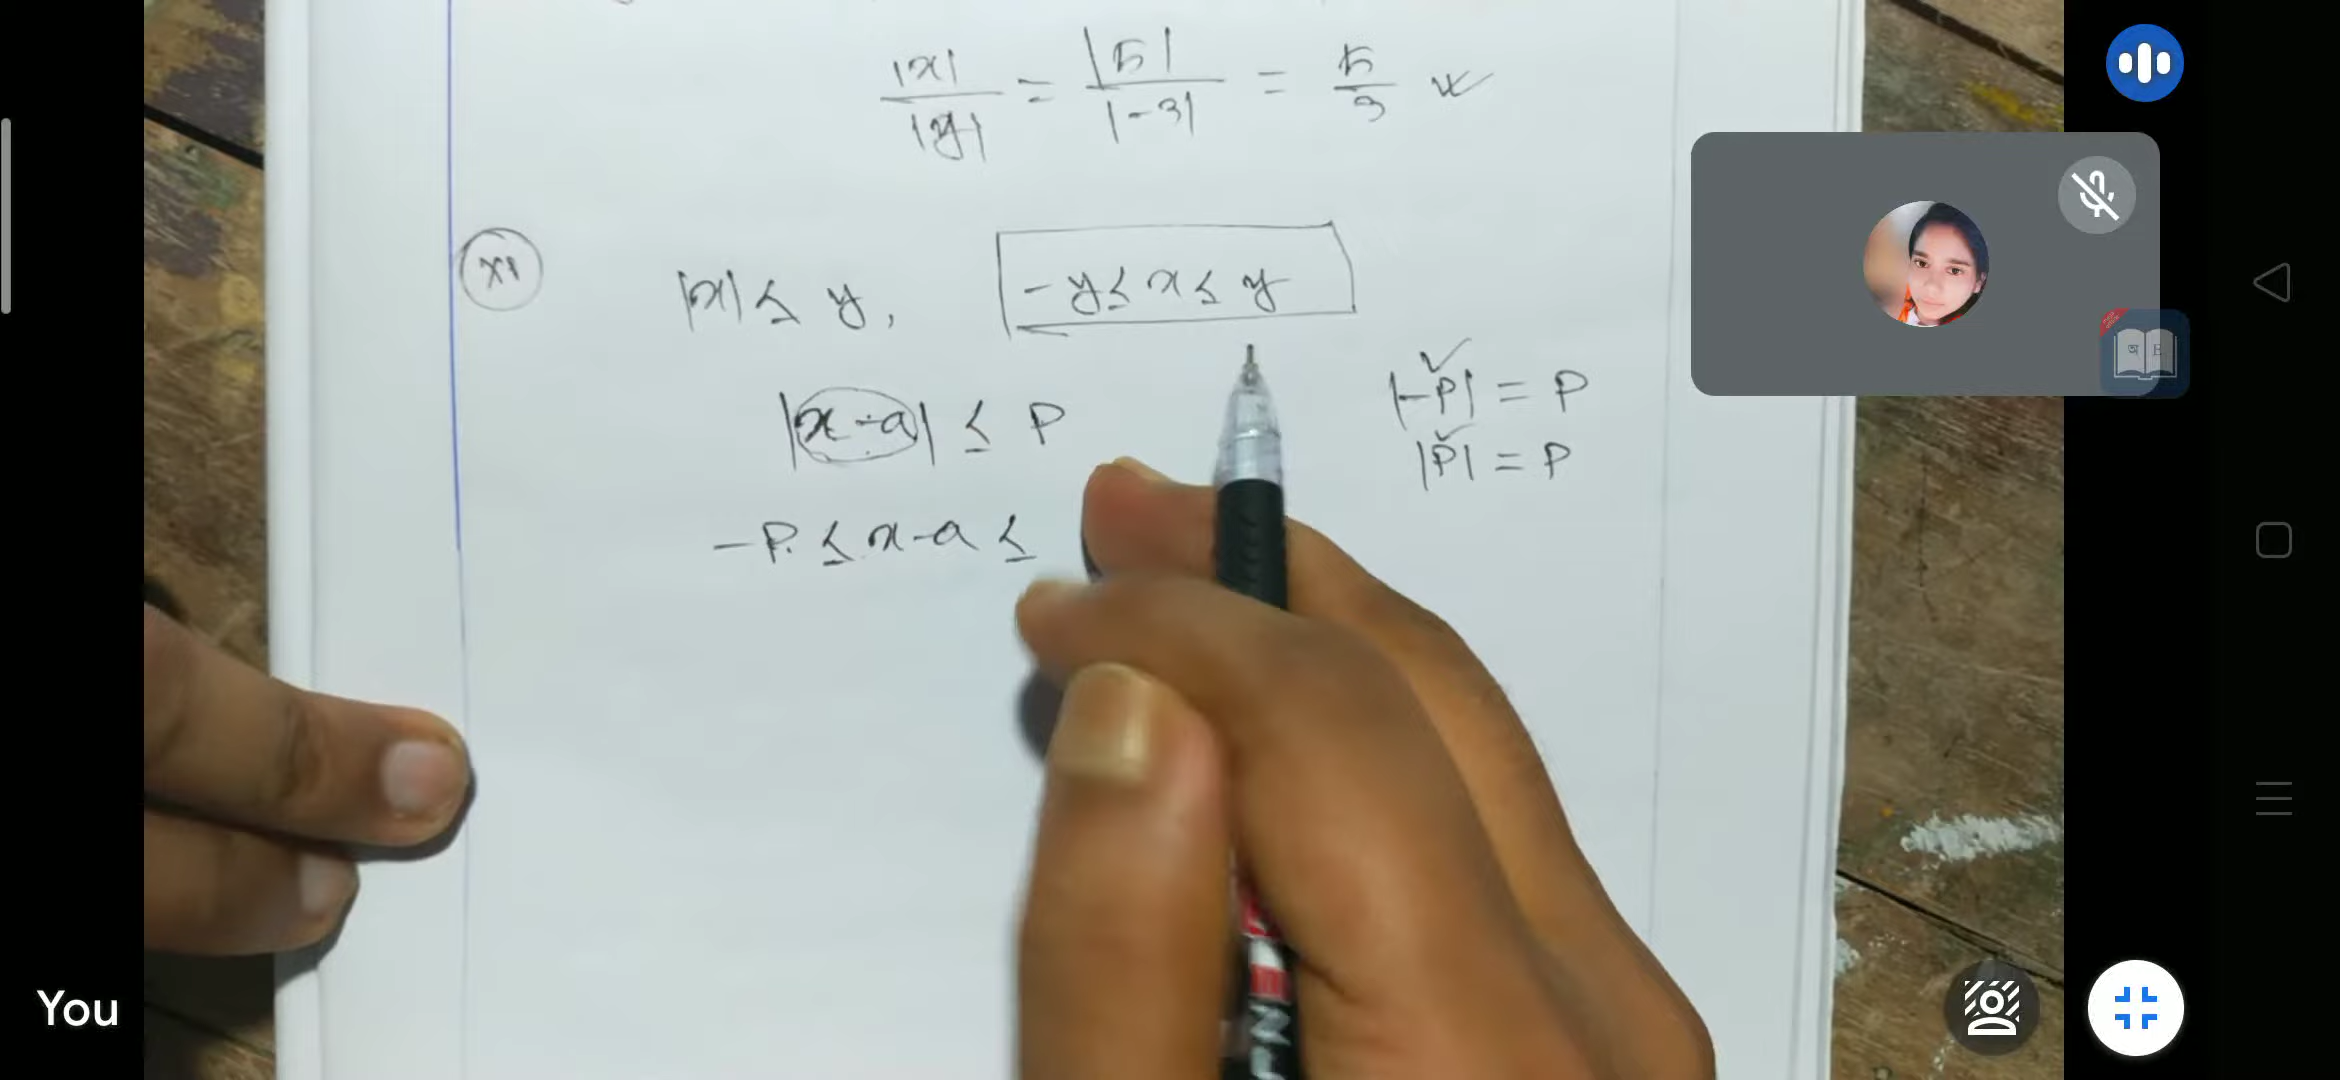 |x|/|y| = |5|/|-3| = 5/3
XI |x| ≤ y, -y ≤ x ≤ y
|x-a| ≤ P
|-P| = P
|P| = P
-P ≤ x-a ≤
You